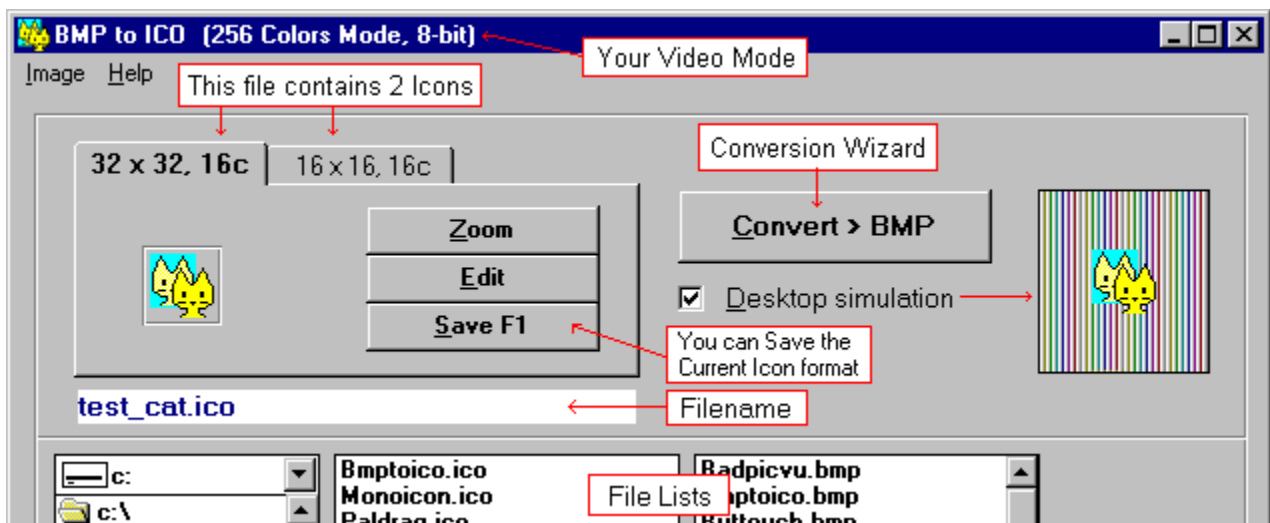 BMP to ICO (256 Colors Mode, 8-bit)
Your Video Mode
Image Help
This file contains 2 Icons
Conversion Wizard
32 x 32, 16c
16 x 16, 16c
Convert > BMP
Zoom
Edit
Save F1
Desktop simulation
You can Save the
Current Icon format
test_cat.ico
Filename
c:
c:\
Bmptoico.ico
Monoicon.ico
File Lists
Badpicvu.bmp